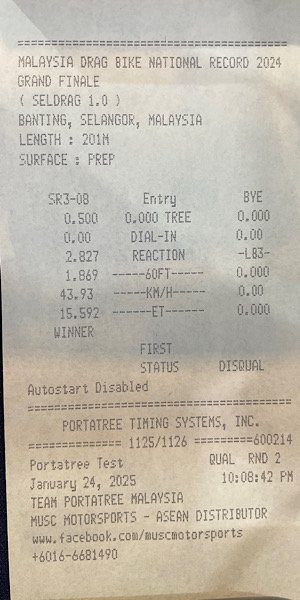 ==========================================
MALAYSIA DRAG BIKE NATIONAL RECORD 2024
GRAND FINALE
( SELDRAG 1.0 )
BANTING, SELANGOR, MALAYSIA
LENGTH : 201M
SURFACE : PREP
SR3-08 Entry BYE
0.500 0.000 TREE 0.000
0.00 DIAL-IN 0.00
2.827 REACTION -LB3-
1.869 ------60FT------ 0.000
43.93 ------KM/H------ 0.00
15.592 -------ET------- 0.000
WINNER
FIRST
STATUS DISQUAL
Autostart Disabled
==========================================
PORTATREE TIMING SYSTEMS, INC.
============== 1125/1126 =========600214
Portatree Test QUAL RND 2
January 24, 2025 10:08:42 PM
TEAM PORTATREE MALAYSIA
MUSC MOTORSPORTS - ASEAN DISTRIBUTOR
www.facebook.com/muscmotorsports
+6016-6681490